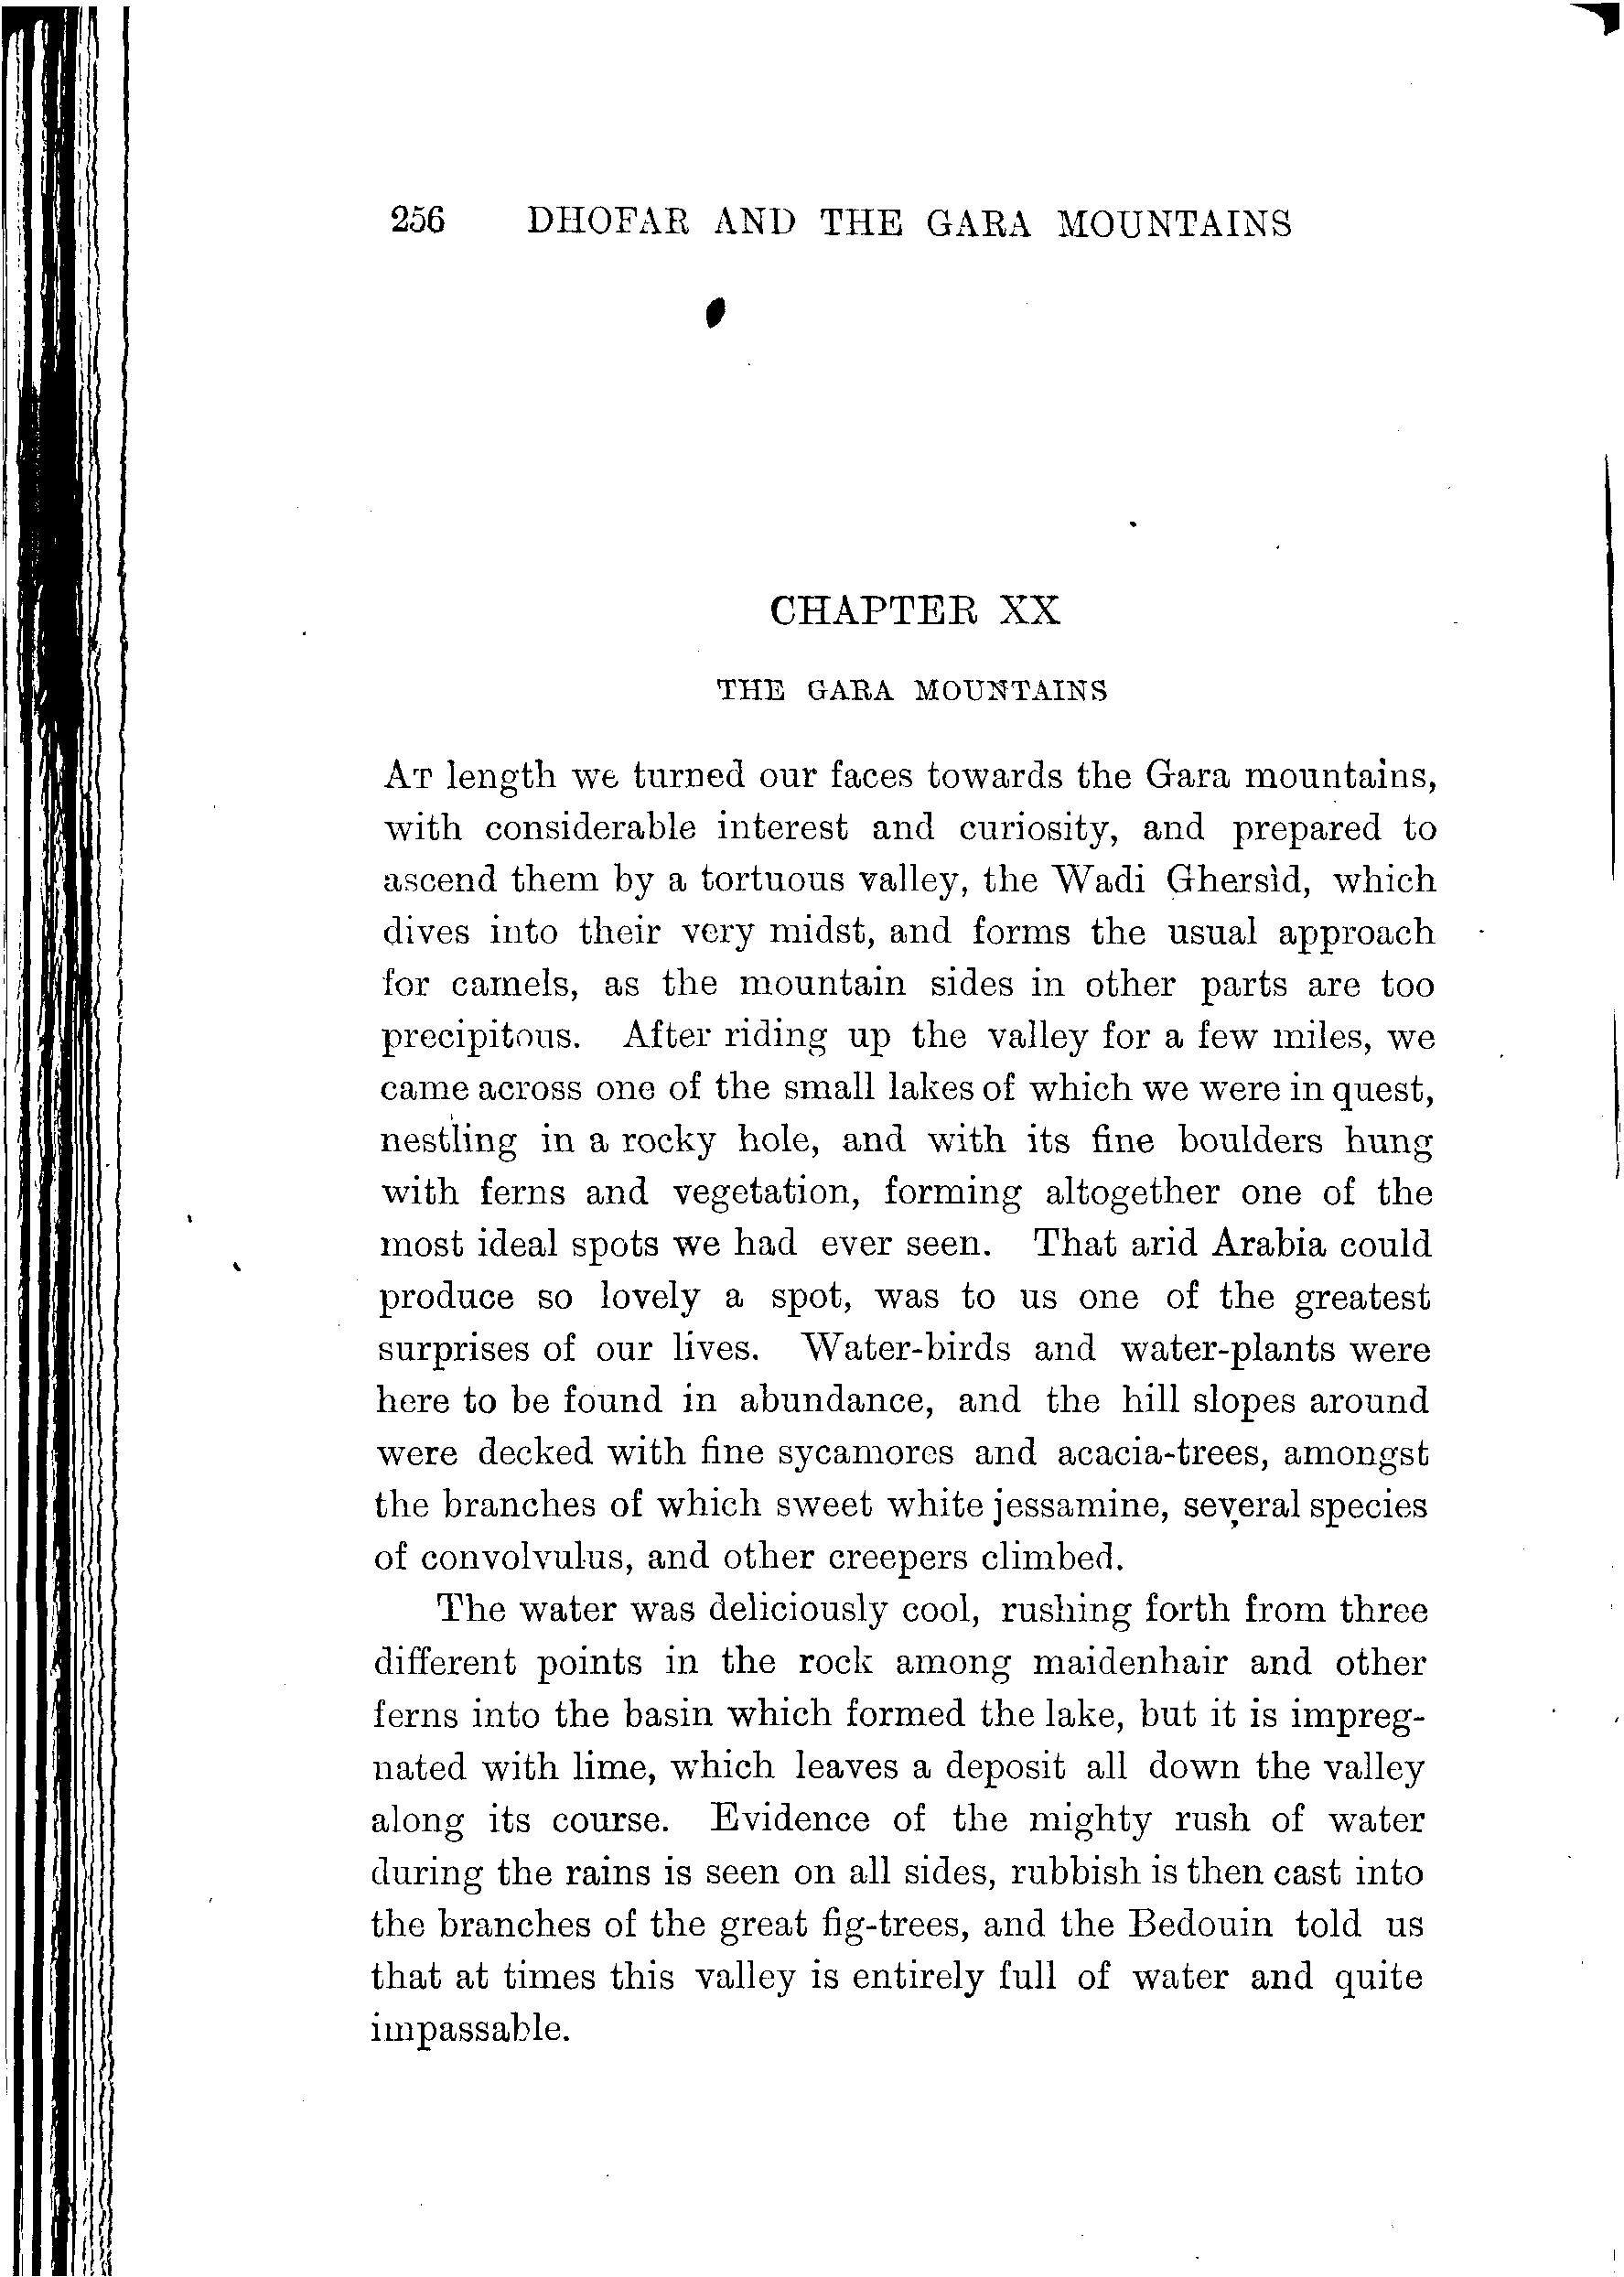 256 DHOFAR AND THE GARA MOUNTAINS
CHAPTER XX
THE GARA MOUNTAINS
AT length we turned our faces towards the Gara mountains,
with considerable interest and curiosity, and prepared to
ascend them by a tortuous valley, the Wadi Ghersìd, which
dives into their very midst, and forms the usual approach
for camels, as the mountain sides in other parts are too
precipitous. After riding up the valley for a few miles, we
came across one of the small lakes of which we were in quest,
nestling in a rocky hole, and with its fine boulders hung
with ferns and vegetation, forming altogether one of the
most ideal spots we had ever seen. That arid Arabia could
produce so lovely a spot, was to us one of the greatest
surprises of our lives. Water-birds and water-plants were
here to be found in abundance, and the hill slopes around
were decked with fine sycamores and acacia-trees, amongst
the branches of which sweet white jessamine, several species
of convolvulus, and other creepers climbed.
The water was deliciously cool, rushing forth from three
different points in the rock among maidenhair and other
ferns into the basin which formed the lake, but it is impreg-
nated with lime, which leaves a deposit all down the valley
along its course. Evidence of the mighty rush of water
during the rains is seen on all sides, rubbish is then cast into
the branches of the great fig-trees, and the Bedouin told us
that at times this valley is entirely full of water and quite
impassable.